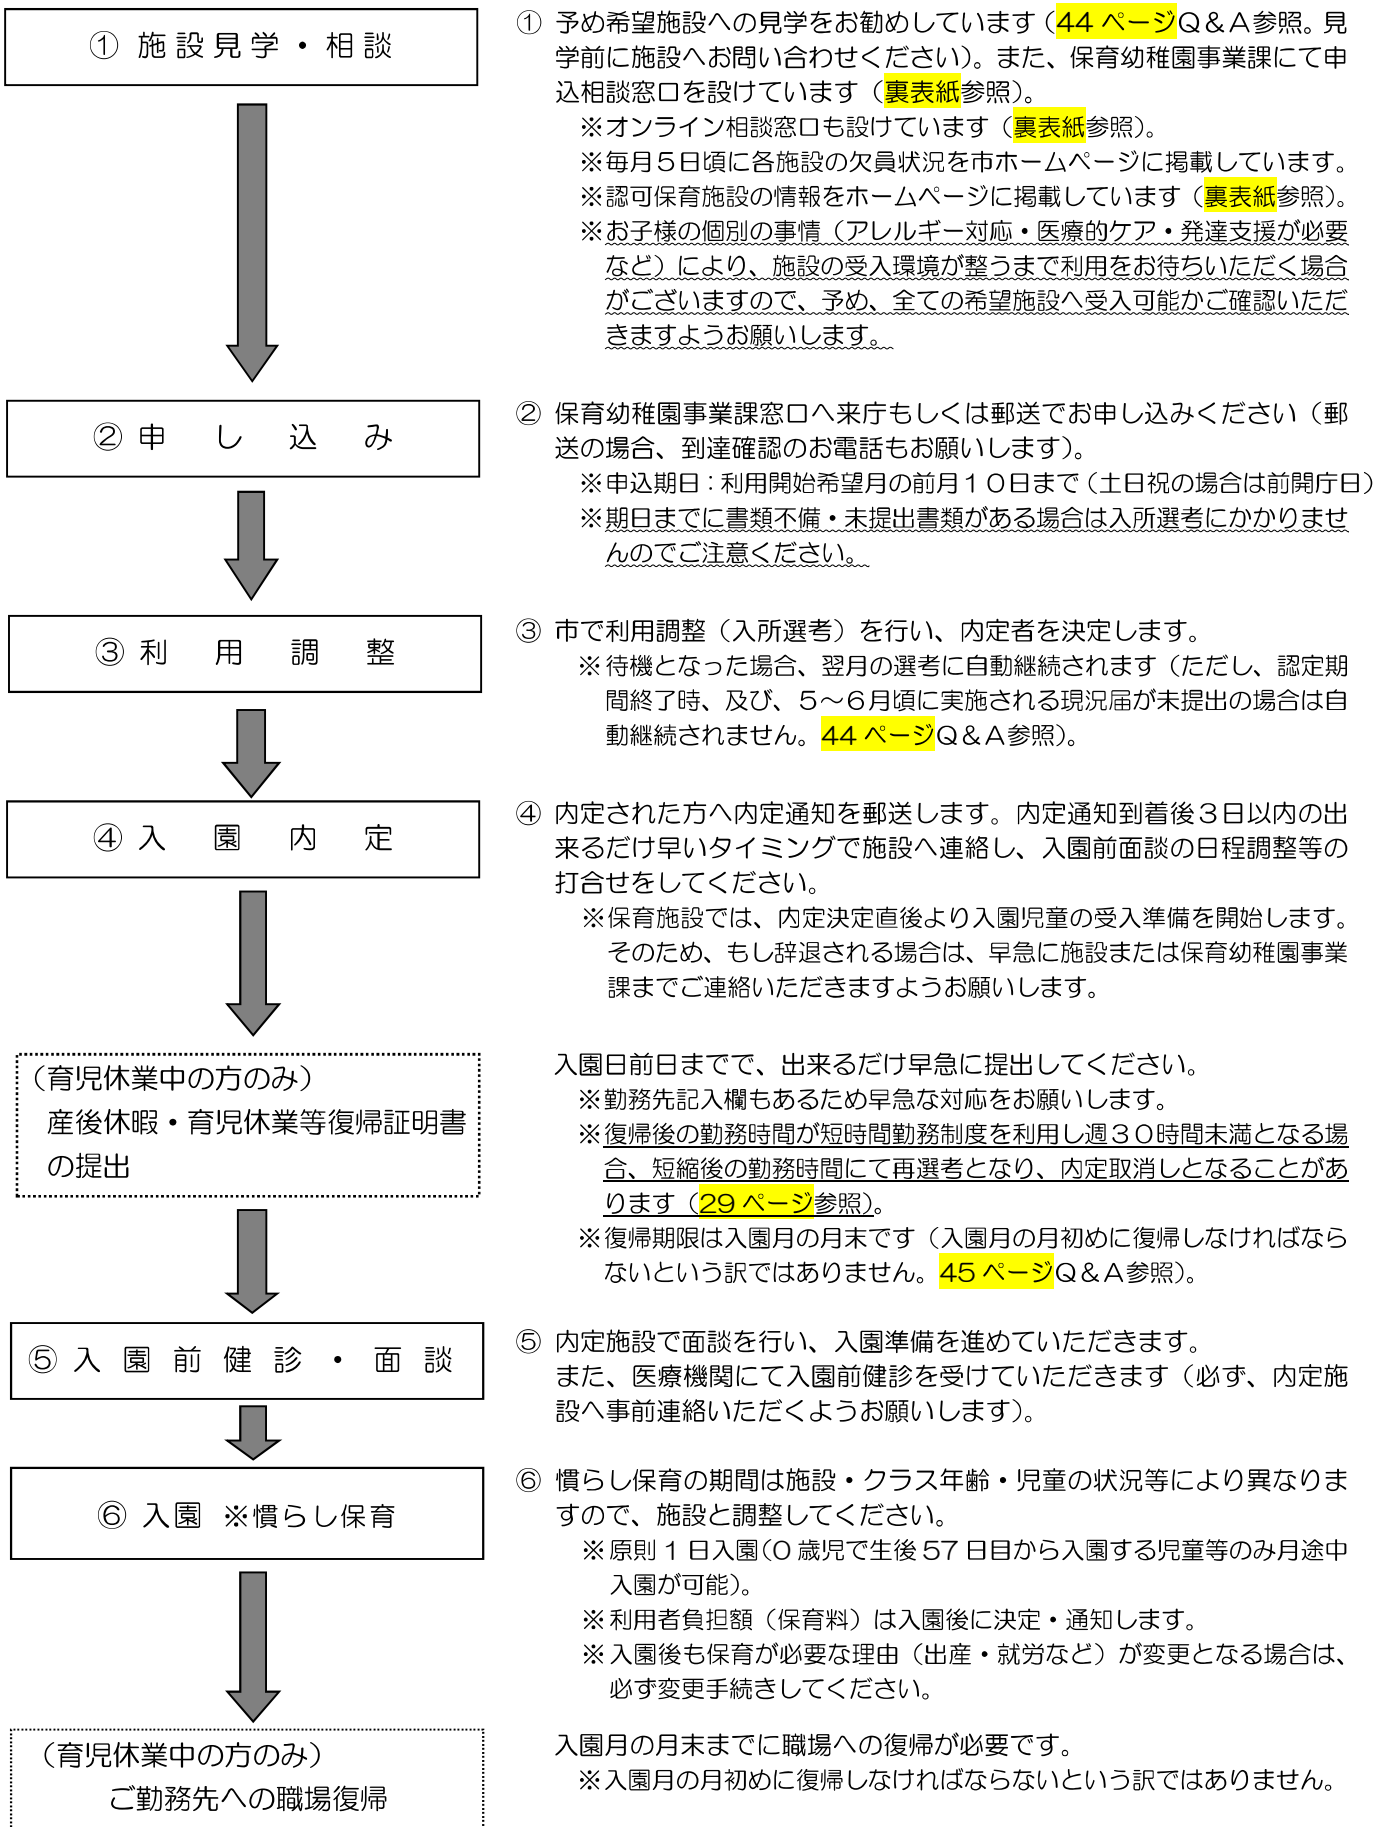 ① 施設見学・相談
① 予め希望施設への見学をお勧めしています（44 ページQ＆A参照。見
学前に施設へお問い合わせください）。また、保育幼稚園事業課にて申
込相談窓口を設けています（裏表紙参照）。
※オンライン相談窓口も設けています（裏表紙参照）。
※毎月５日頃に各施設の欠員状況を市ホームページに掲載しています。
※認可保育施設の情報をホームページに掲載しています（裏表紙参照）。
※お子様の個別の事情（アレルギー対応・医療的ケア・発達支援が必要
など）により、施設の受入環境が整うまで利用をお待ちいただく場合
がございますので、予め、全ての希望施設へ受入可能かご確認いただ
きますようお願いします。
② 申し込み
② 保育幼稚園事業課窓口へ来庁もしくは郵送でお申し込みください（郵
送の場合、到達確認のお電話もお願いします）。
※申込期日：利用開始希望月の前月１０日まで（土日祝の場合は前開庁日）
※期日までに書類不備・未提出書類がある場合は入所選考にかかりませ
んのでご注意ください。
③ 利用調整
③ 市で利用調整（入所選考）を行い、内定者を決定します。
※待機となった場合、翌月の選考に自動継続されます（ただし、認定期
間終了時、及び、５～６月頃に実施される現況届が未提出の場合は自
動継続されません。44 ページQ＆A参照）。
④ 入園内定
④ 内定された方へ内定通知を郵送します。内定通知到着後３日以内の出
来るだけ早いタイミングで施設へ連絡し、入園前面談の日程調整等の
打合せをしてください。
※保育施設では、内定決定直後より入園児童の受入準備を開始します。
そのため、もし辞退される場合は、早急に施設または保育幼稚園事業
課までご連絡いただきますようお願いします。
（育児休業中の方のみ）
産後休暇・育児休業等復帰証明書
の提出
入園日前日までで、出来るだけ早急に提出してください。
※勤務先記入欄もあるため早急な対応をお願いします。
※復帰後の勤務時間が短時間勤務制度を利用し週３０時間未満となる場
合、短縮後の勤務時間にて再選考となり、内定取消しとなることがあ
ります（29 ページ参照）。
※復帰期限は入園月の月末です（入園月の月初めに復帰しなければなら
ないという訳ではありません。45 ページQ＆A参照）。
⑤ 入園前健診・面談
⑤ 内定施設で面談を行い、入園準備を進めていただきます。
また、医療機関にて入園前健診を受けていただきます（必ず、内定施
設へ事前連絡いただくようお願いします）。
⑥ 入園 ※慣らし保育
⑥ 慣らし保育の期間は施設・クラス年齢・児童の状況等により異なりま
すので、施設と調整してください。
※原則 1 日入園（0 歳児で生後 57 日目から入園する児童等のみ月途中
入園が可能）。
※利用者負担額（保育料）は入園後に決定・通知します。
※入園後も保育が必要な理由（出産・就労など）が変更となる場合は、
必ず変更手続きしてください。
（育児休業中の方のみ）
ご勤務先への職場復帰
入園月の月末までに職場への復帰が必要です。
※入園月の月初めに復帰しなければならないという訳ではありません。